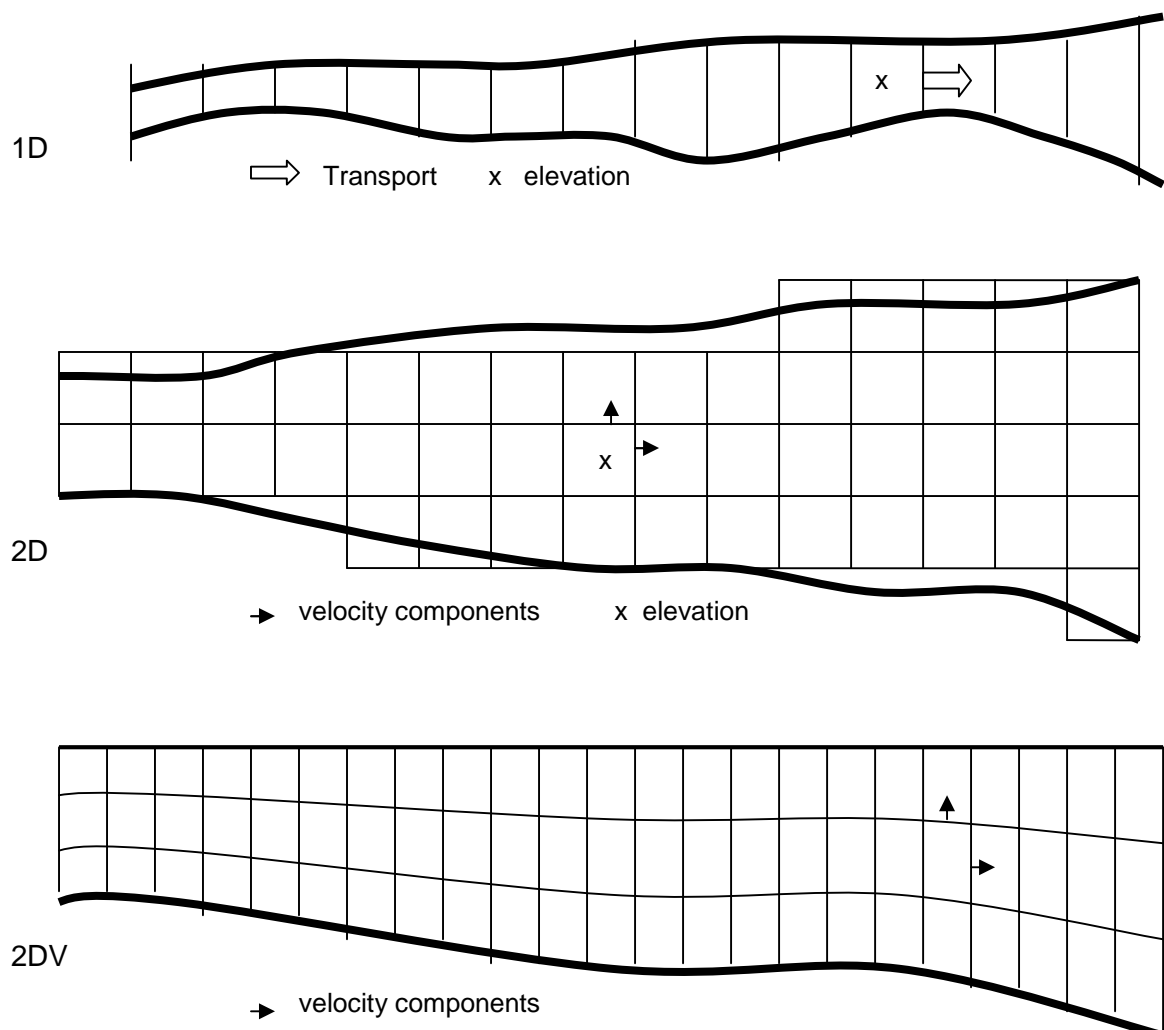 x
1D
Transport x elevation
x
2D
velocity components x elevation
2DV
velocity components